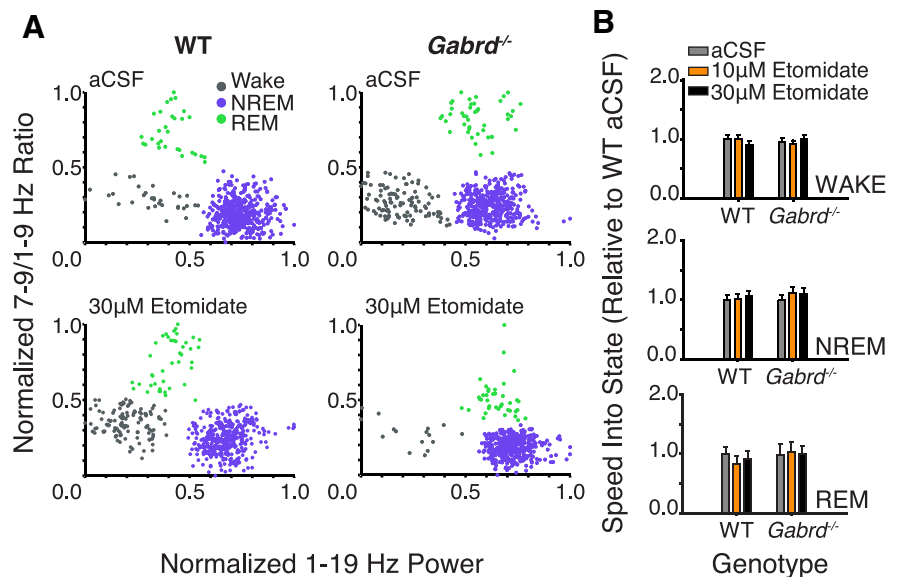 A
WT
Gabrd-/-
B
aCSF
Wake
NREM
REM
aCSF
aCSF
10μM Etomidate
30μM Etomidate
Normalized 7-9/1-9 Hz Ratio
1.0
0.5
0.0
0.5
1.0
1.0
0.5
0.0
0.5
1.0
30μM Etomidate
1.0
0.5
0.0
0.5
1.0
30μM Etomidate
1.0
0.5
0.0
0.5
1.0
Normalized 1-19 Hz Power
Speed Into State (Relative to WT aCSF)
2.0
1.0
0.0
WAKE
WT
Gabrd-/-
2.0
1.0
0.0
NREM
WT
Gabrd-/-
2.0
1.0
0.0
REM
WT
Gabrd-/-
Genotype